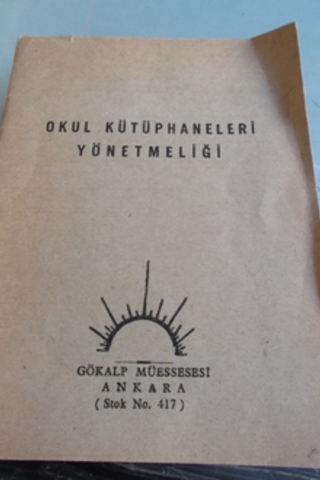 OKUL KÜTÜPHANELERİ
YÖNETMELİĞİ
GÖKALP MÜESSESESİ
ANKARA
( Stok No. 417 )